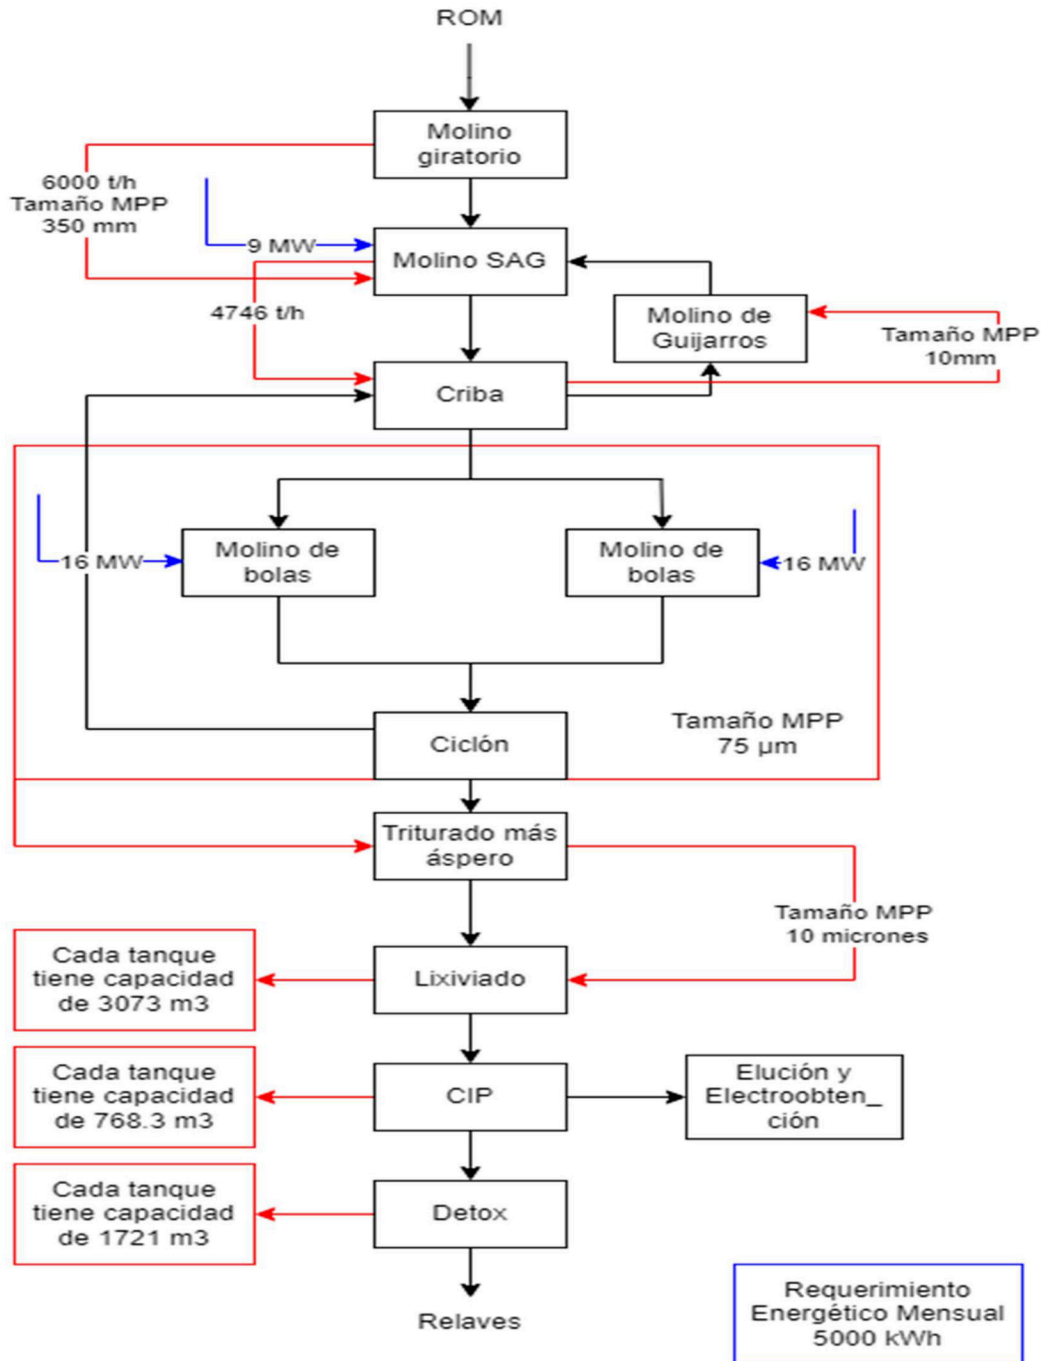 ROM
Molino
giratorio
6000 t/h
Tamaño MPP
350 mm
9 MW
Molino SAG
4746 t/h
Molino de
Guijarros
Tamaño MPP
10mm
Criba
16 MW
Molino de
bolas
Molino de
bolas
16 MW
Ciclón
Tamaño MPP
75 µm
Triturado más
áspero
Tamaño MPP
10 micrones
Cada tanque
tiene capacidad
de 3073 m3
Lixiviado
Cada tanque
tiene capacidad
de 768.3 m3
CIP
Elución y
Electroobten_
ción
Cada tanque
tiene capacidad
de 1721 m3
Detox
Relaves
Requerimiento
Energético Mensual
5000 kWh